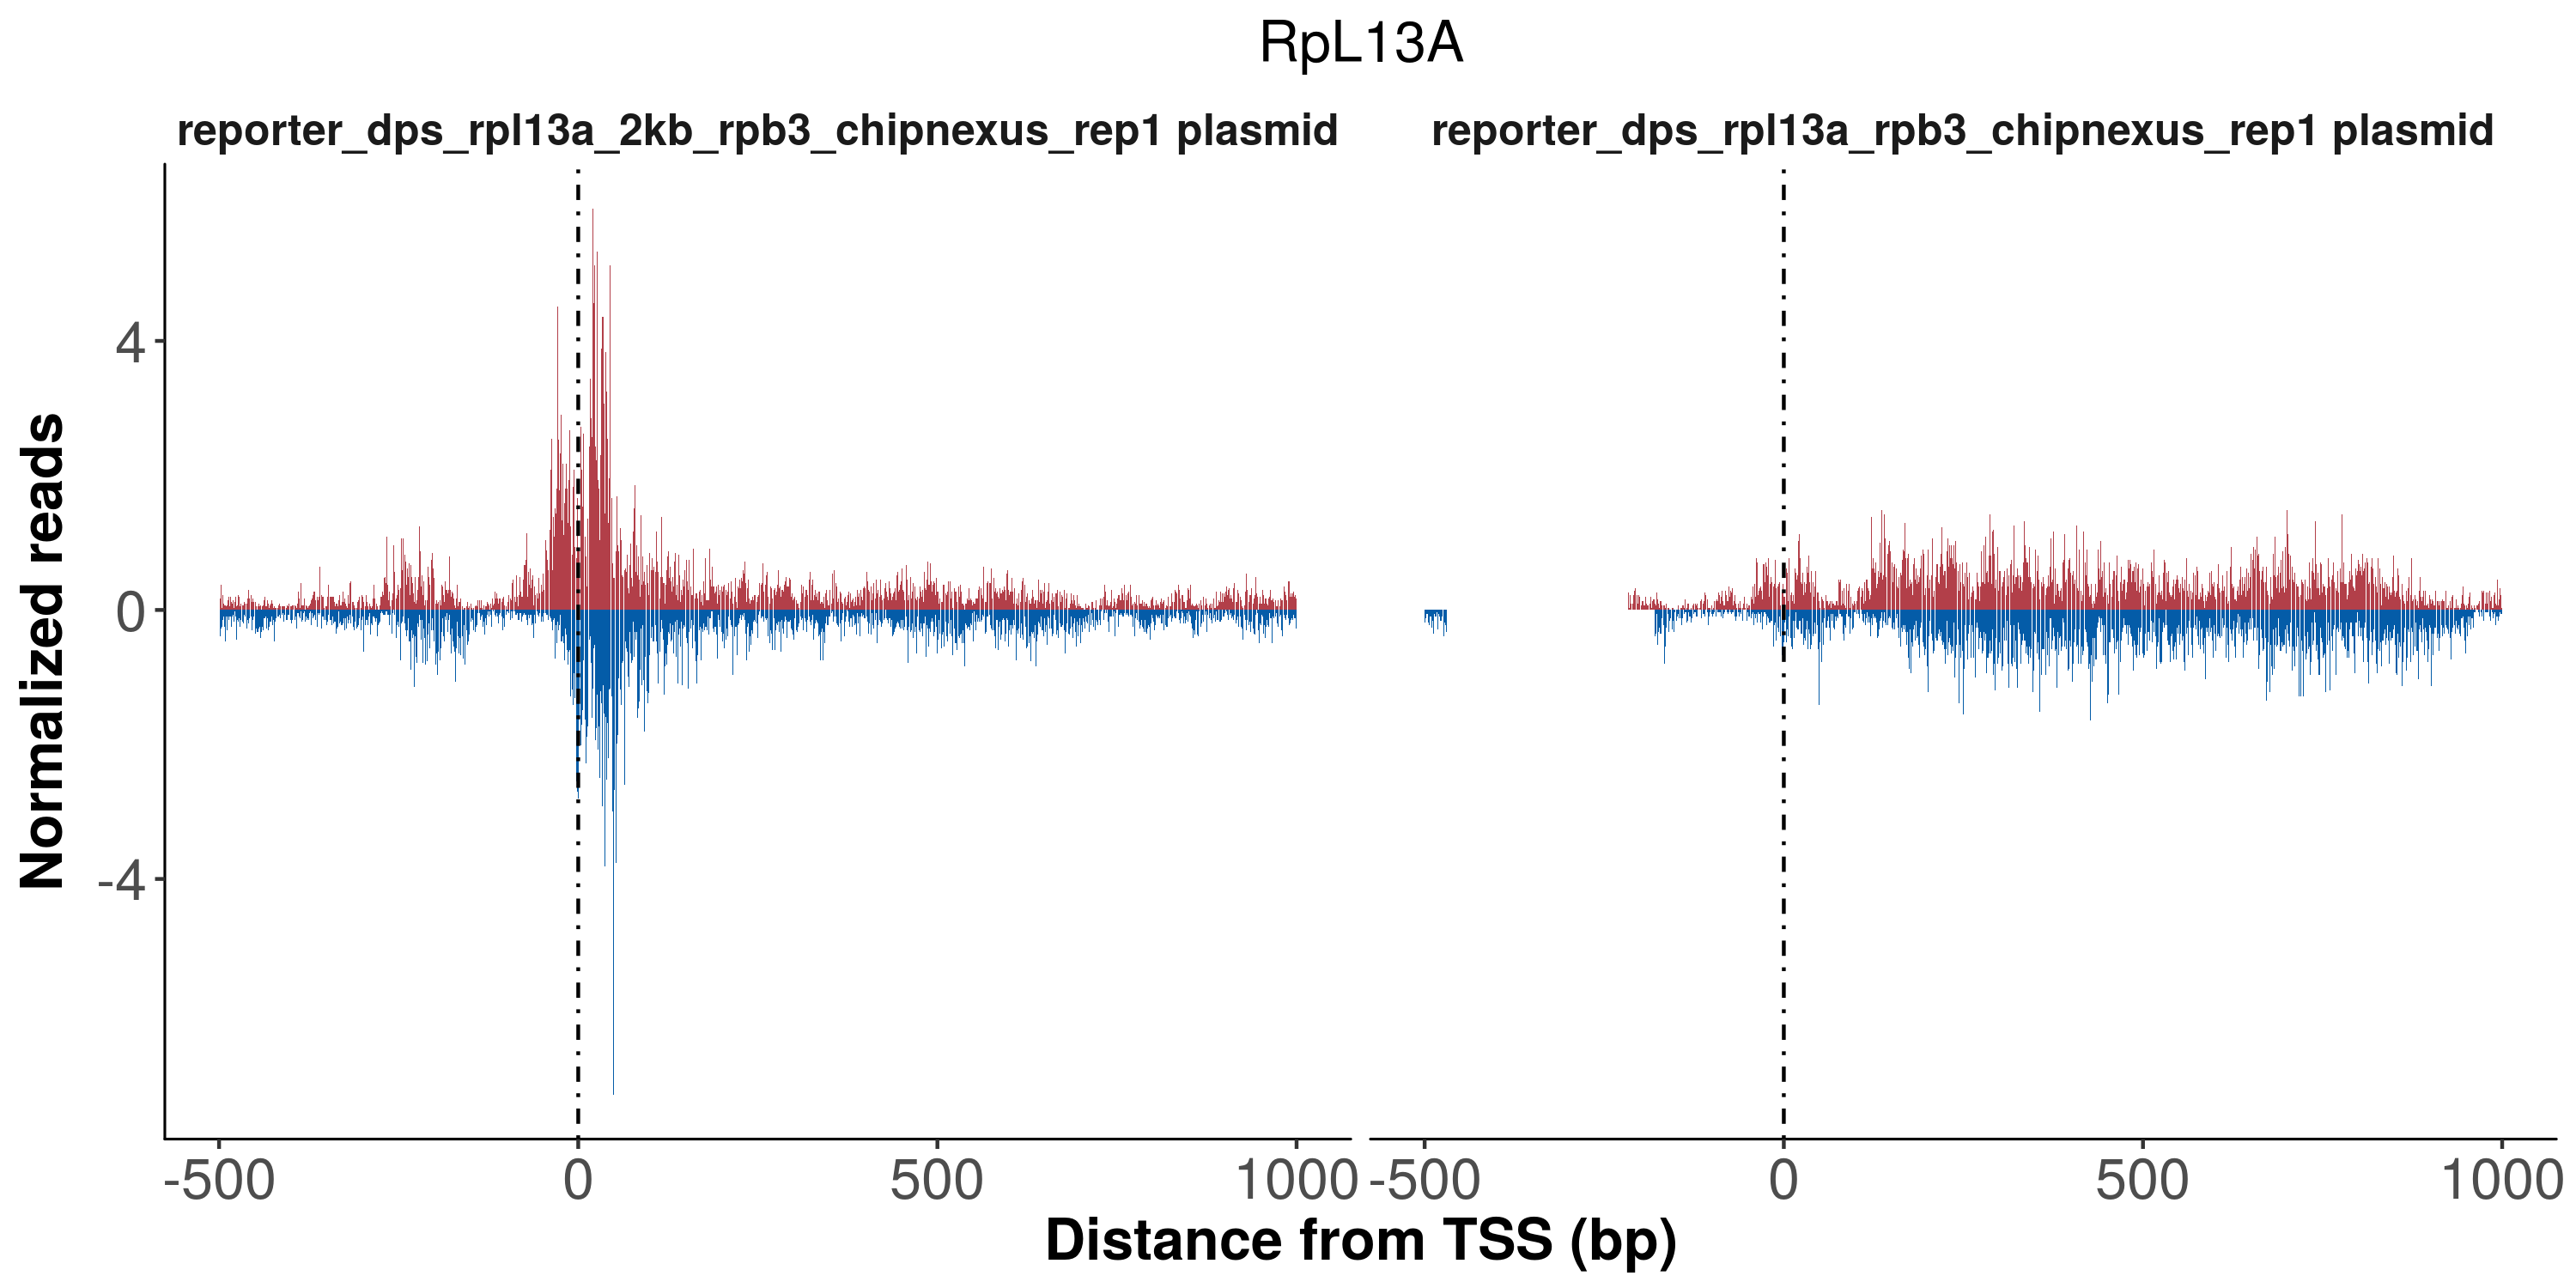 RpL13A
reporter_dps_rpl13a_2kb_rpb3_chipnexus_rep1 plasmid
reporter_dps_rpl13a_rpb3_chipnexus_rep1 plasmid
Normalized reads
4
0
-4
-500 0 500 1000
-500 0 500 1000
Distance from TSS (bp)